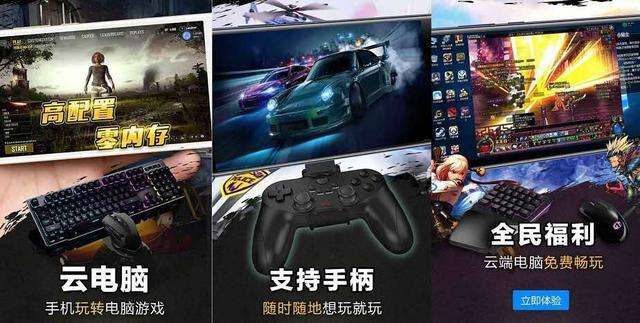 PLAY
START
高配置
零内存
云电脑
手机玩转电脑游戏
支持手柄
随时随地想玩就玩
全民福利
云端电脑免费畅玩
立即体验